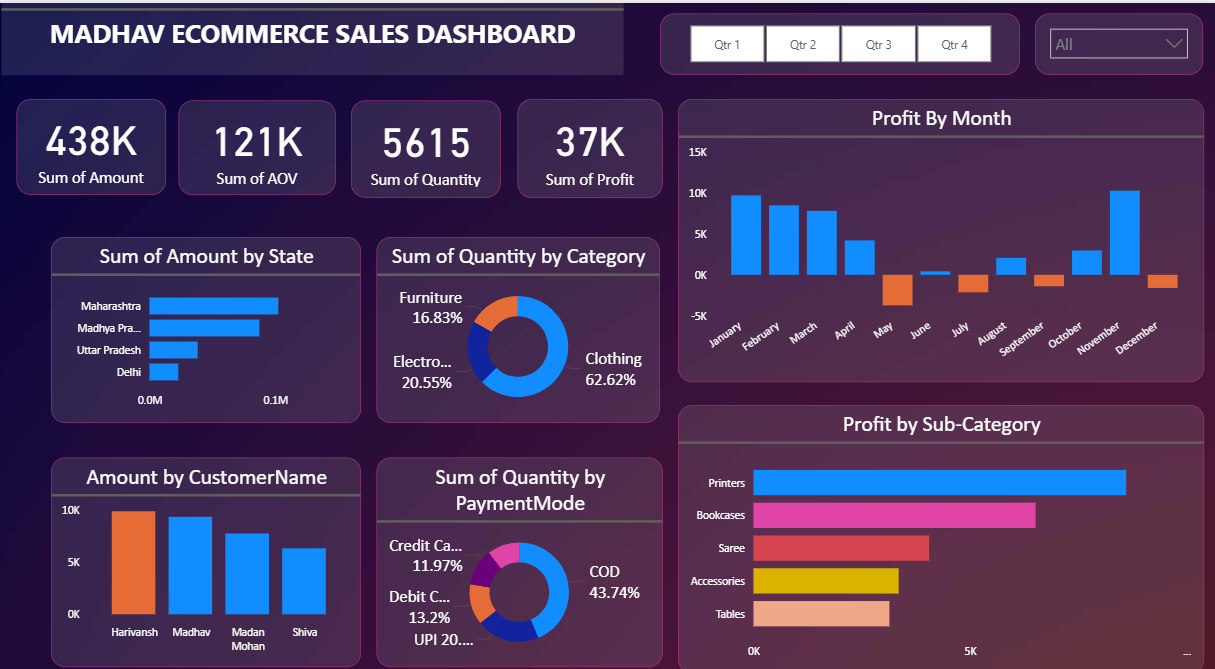 MADHAV ECOMMERCE SALES DASHBOARD
Qtr 1 Qtr 2 Qtr 3 Qtr 4
All
438K
Sum of Amount
121K
Sum of AOV
5615
Sum of Quantity
37K
Sum of Profit
Profit By Month
15K
10K
5K
0K
-5K
January February March April May June July August September October November December
Sum of Amount by State
Maharashtra
Madhya Pra...
Uttar Pradesh
Delhi
0.0M 0.1M
Sum of Quantity by Category
Furniture
16.83%
Electro...
20.55%
Clothing
62.62%
Amount by CustomerName
10K
5K
0K
Harivansh Madhav Madan Shiva
Mohan
Sum of Quantity by
PaymentMode
Credit Ca...
11.97%
Debit C...
13.2%
UPI 20....
COD
43.74%
Profit by Sub-Category
Printers
Bookcases
Saree
Accessories
Tables
0K 5K ...